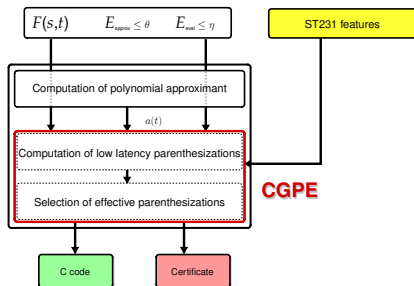 F(s,t) E_approx ≤ θ E_eval ≤ η
ST231 features
Computation of polynomial approximant
a(t)
Computation of low latency parenthesizations
CGPE
Selection of effective parenthesizations
C code
Certificate